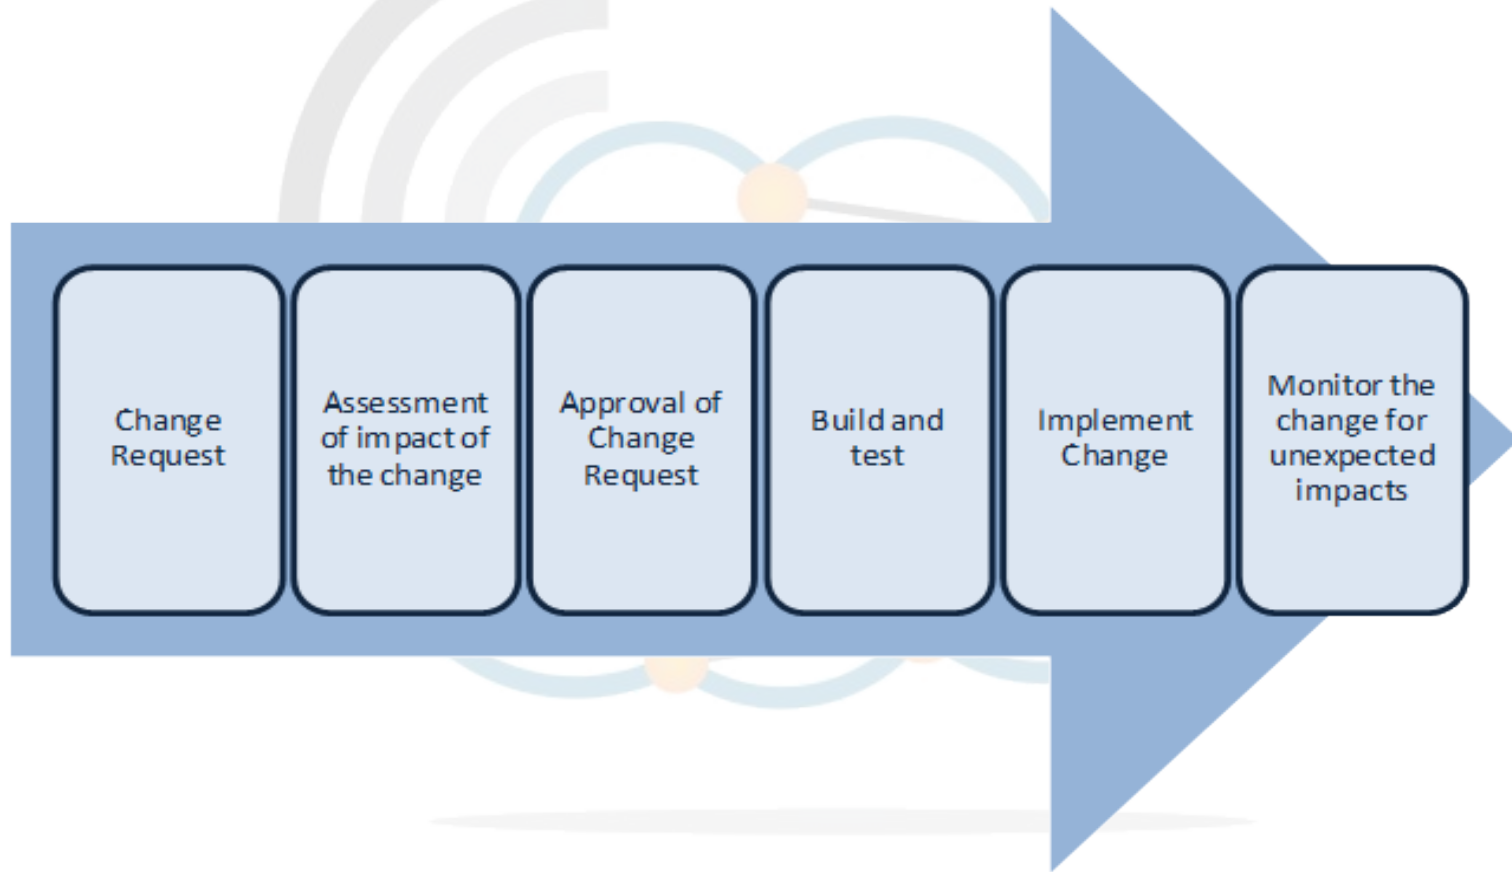 Change
Request
Assessment
of impact of
the change
Approval of
Change
Request
Build and
test
Implement
Change
Monitor the
change for
unexpected
impacts